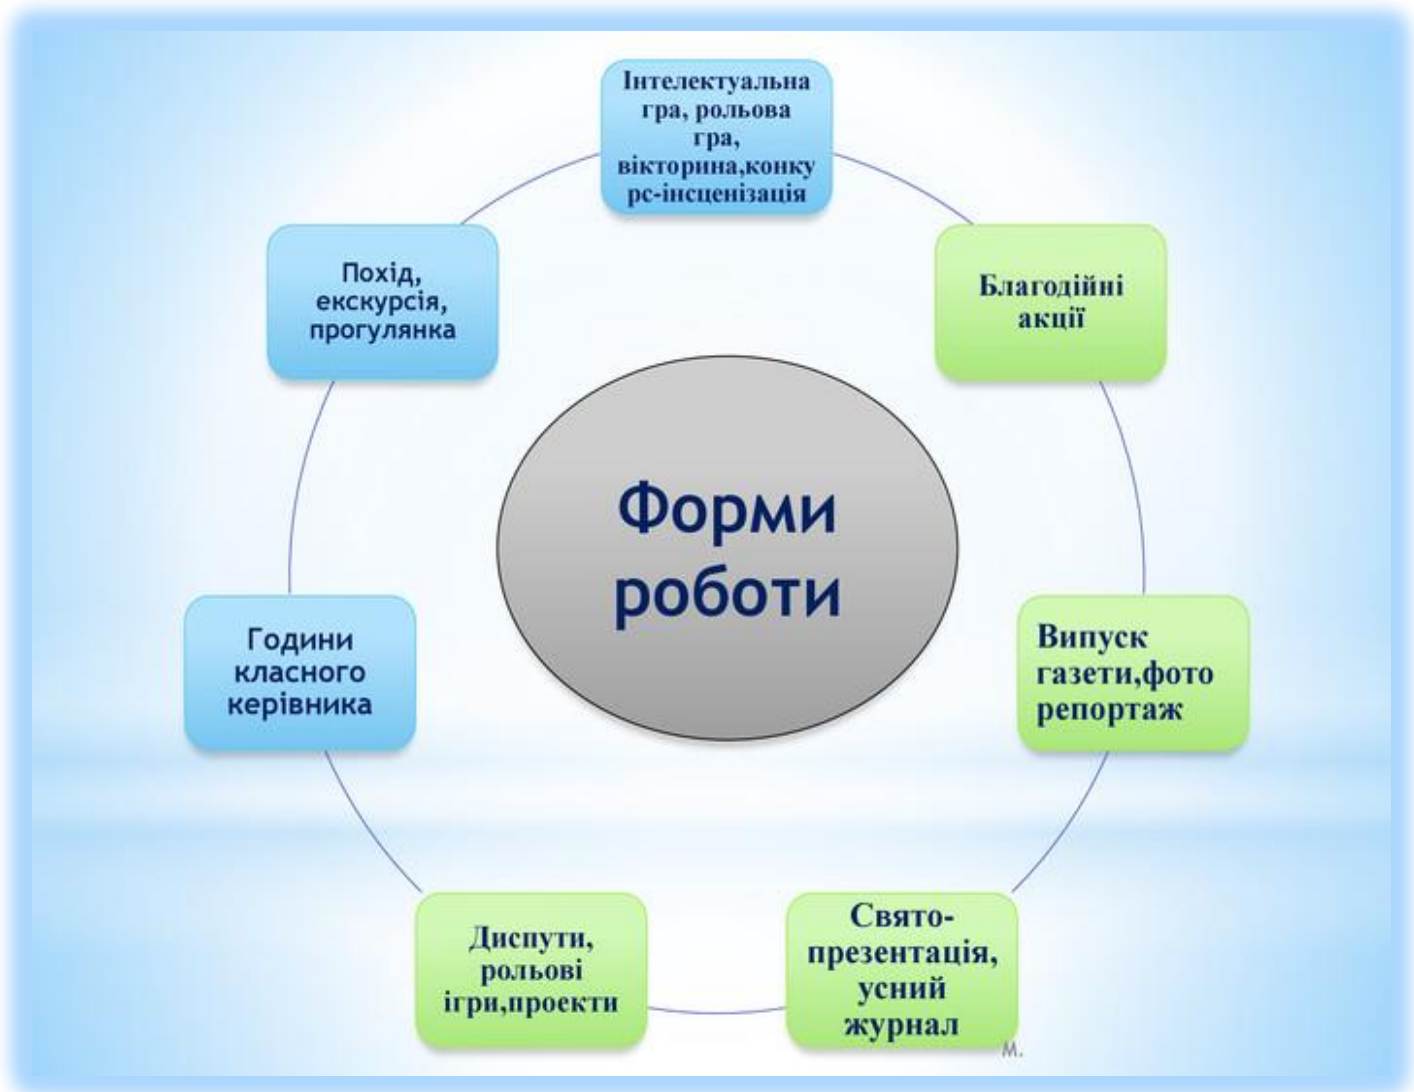 Інтелектуальна
гра, рольова
гра,
вікторина,конку
рс-інсценізація
Благодійні
акції
Випуск
газети,фото
репортаж
Свято-
презентація,
усний
журнал
м.
Диспути,
рольові
ігри,проекти
Години
класного
керівника
Похід,
екскурсія,
прогулянка
Форми
роботи